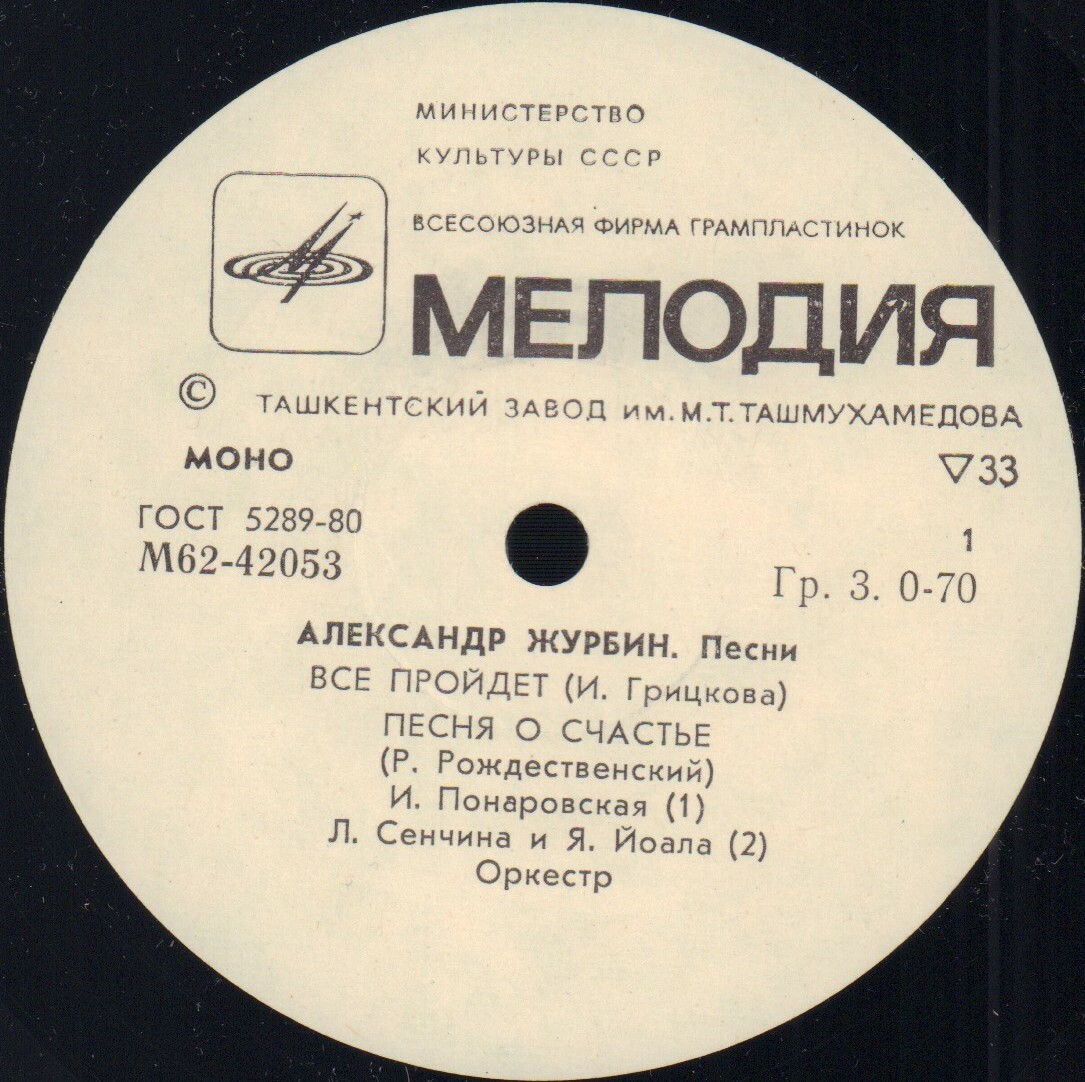 МИНИСТЕРСТВО
КУЛЬТУРЫ СССР
ВСЕСОЮЗНАЯ ФИРМА ГРАМПЛАСТИНОК
МЕЛОДИЯ
© ТАШКЕНТСКИЙ ЗАВОД им. М.Т. ТАШМУХАМЕДОВА
МОНО ▽33
ГОСТ 5289-80 1
М62-42053 Гр. 3. 0-70
АЛЕКСАНДР ЖУРБИН. Песни
ВСЕ ПРОЙДЕТ (И. Грицкова)
ПЕСНЯ О СЧАСТЬЕ
(Р. Рождественский)
И. Понаровская (1)
Л. Сенчина и Я. Йоала (2)
Оркестр